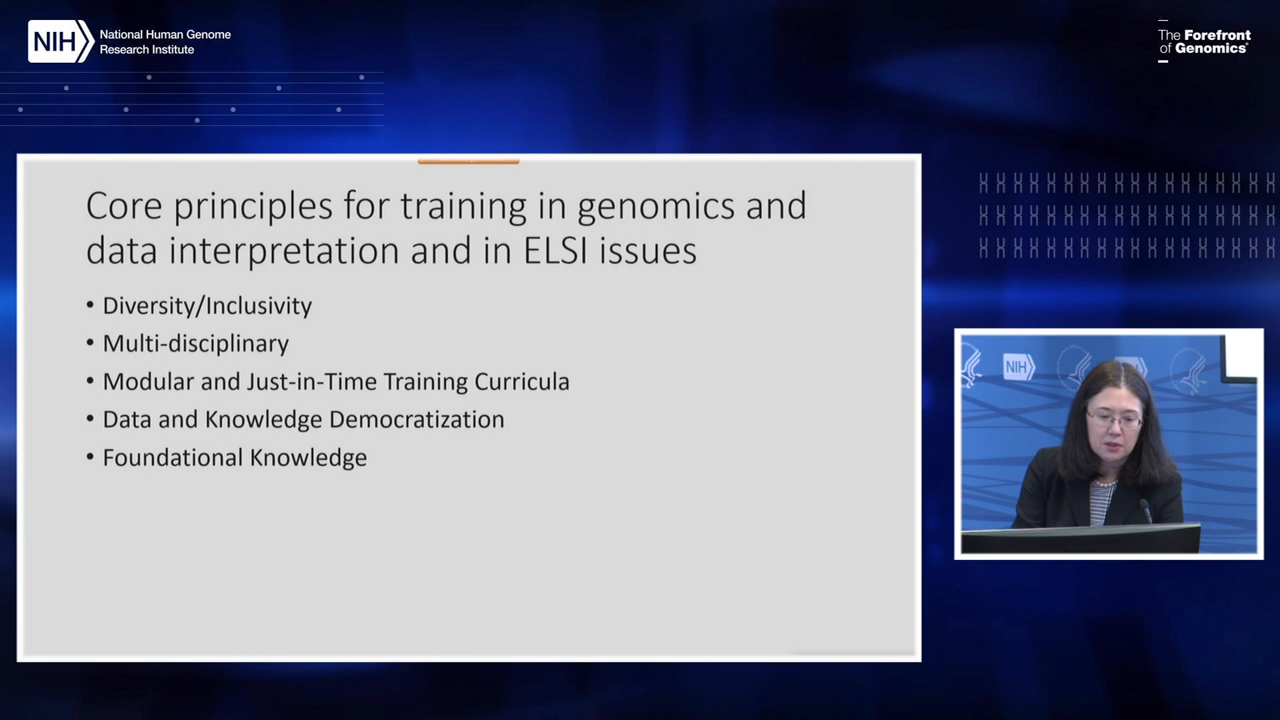 NIH
National Human Genome
Research Institute
The Forefront
of Genomics®
Core principles for training in genomics and
data interpretation and in ELSI issues
• Diversity/Inclusivity
• Multi-disciplinary
• Modular and Just-in-Time Training Curricula
• Data and Knowledge Democratization
• Foundational Knowledge
NIH